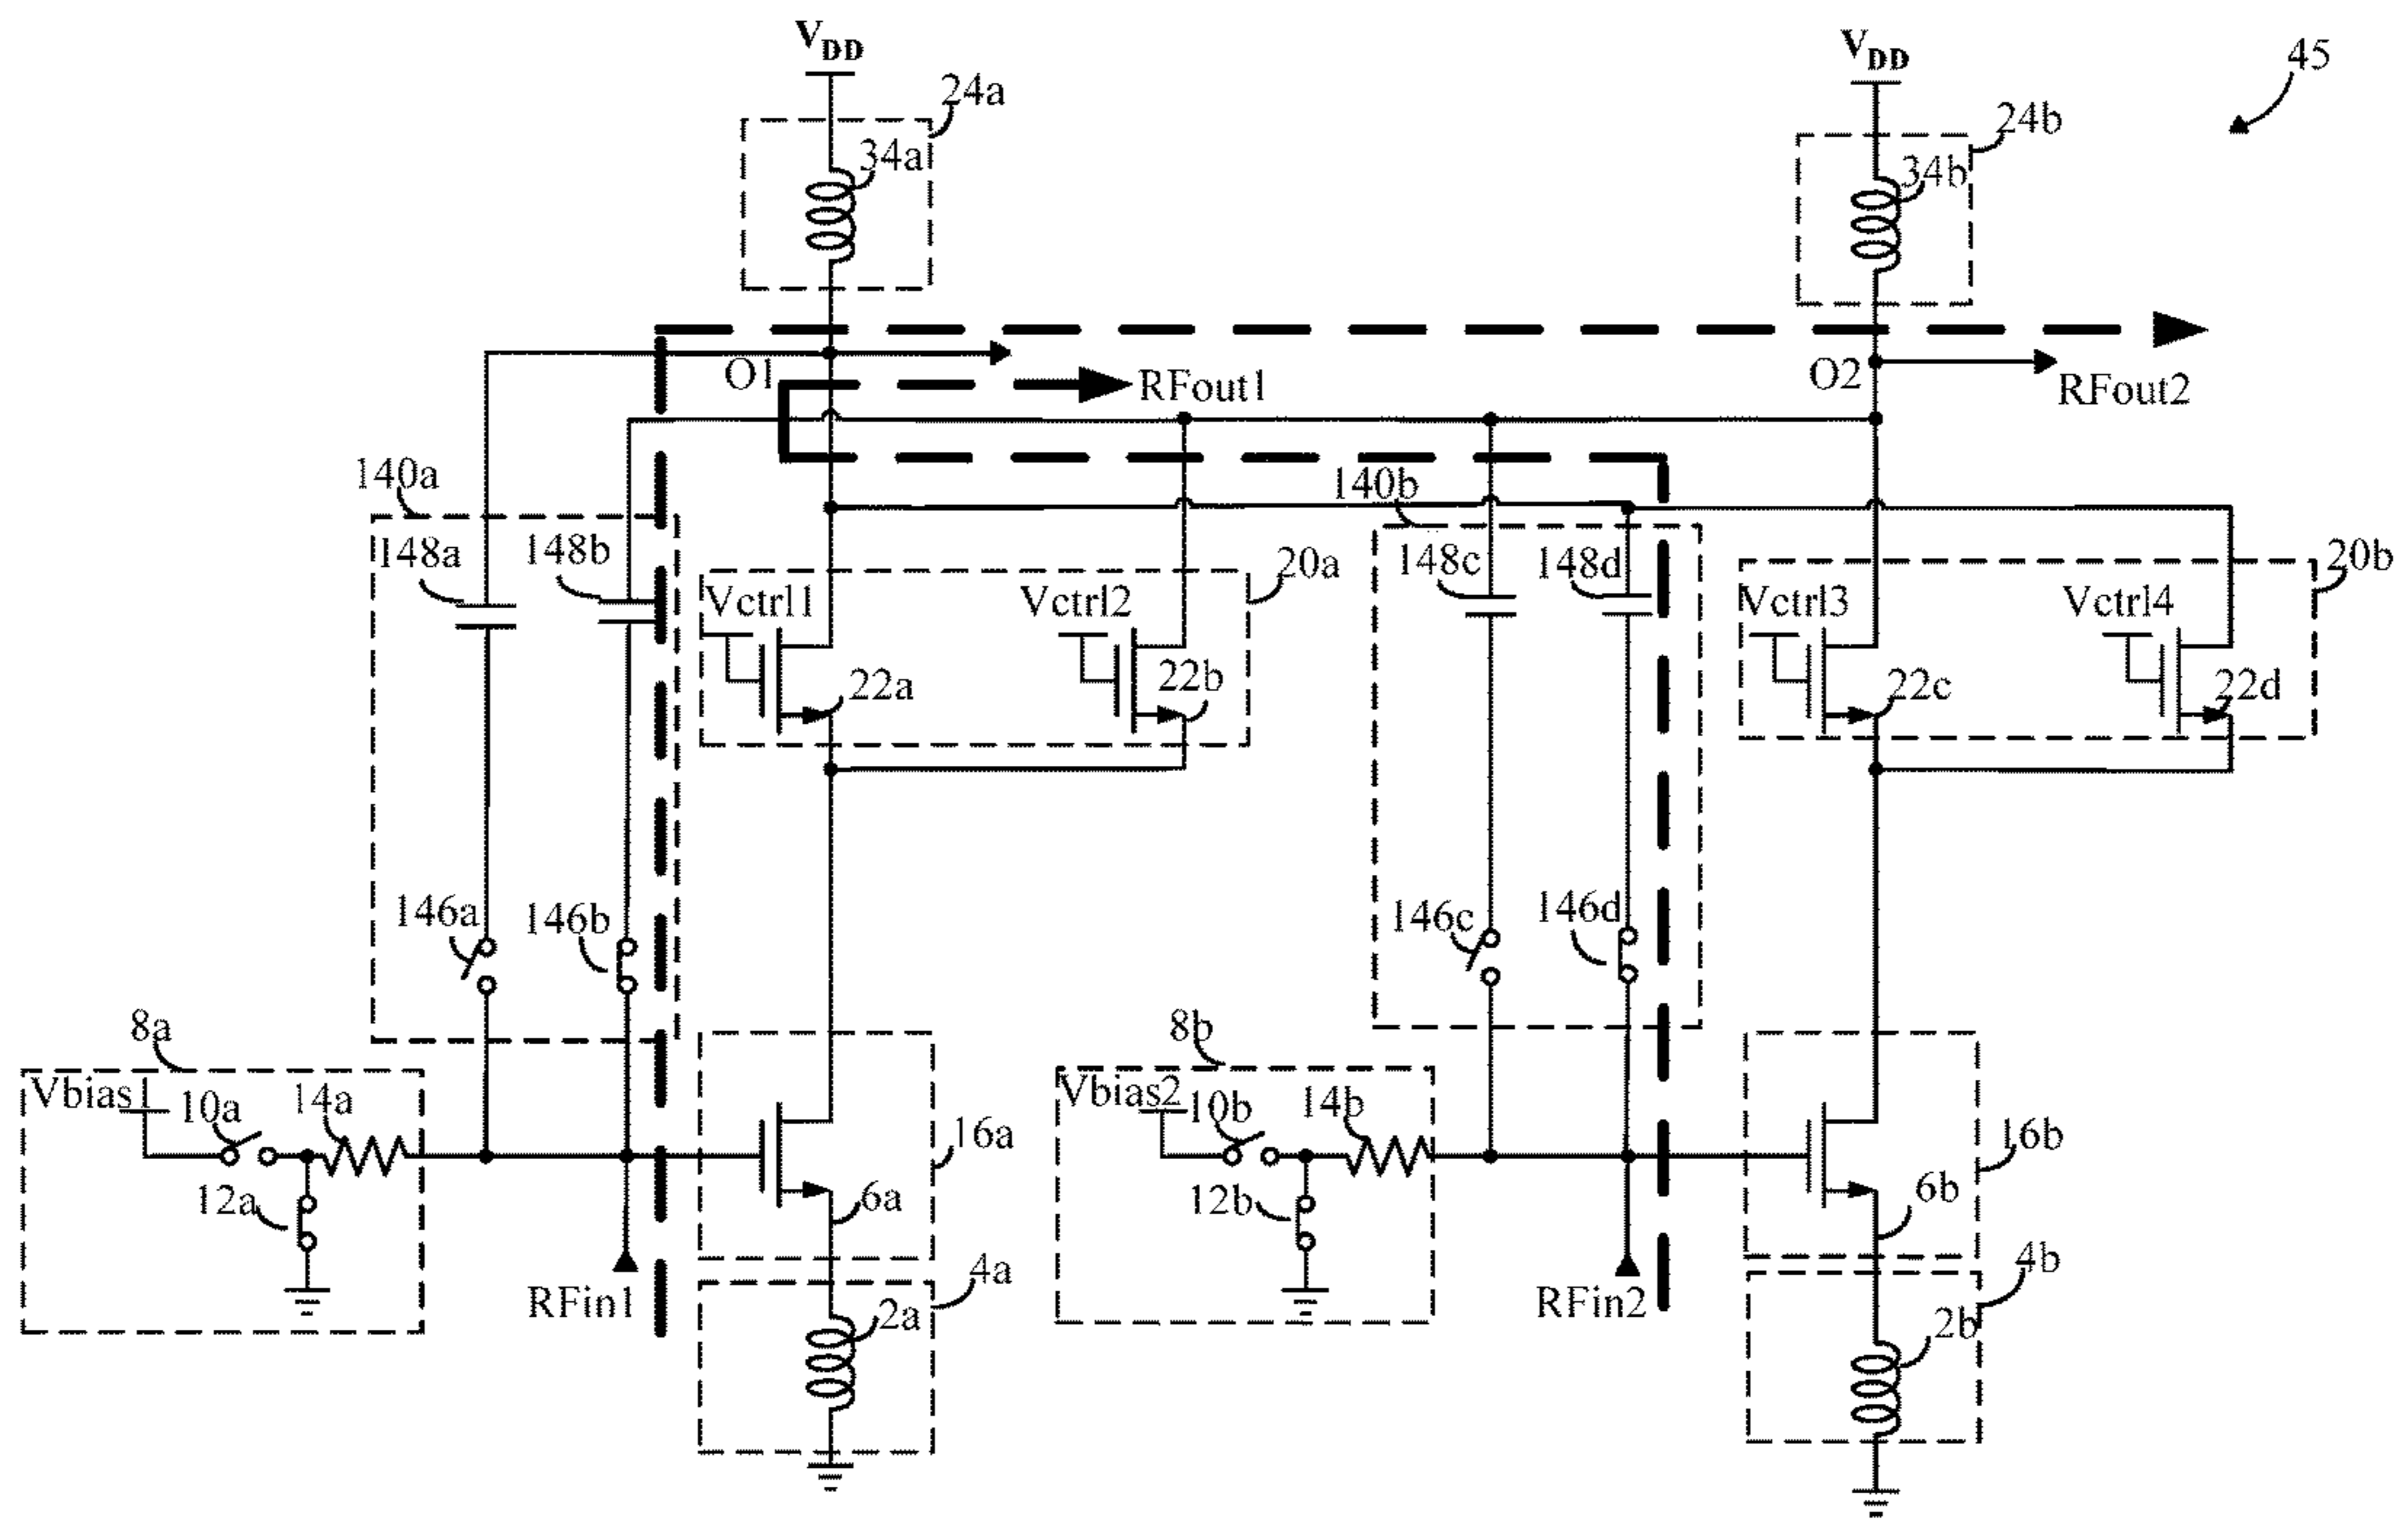 VDD
VDD
45
24a
24b
34a
34b
O1
RFout1
O2
RFout2
140a
140b
148a
148b
148c
148d
20a
20b
Vctrl1
Vctrl2
Vctrl3
Vctrl4
22a
22b
22c
22d
146a
146b
146c
146d
8a
8b
Vbias1
10a
14a
Vbias2
10b
14b
16a
16b
12a
6a
12b
6b
RFin1
4a
RFin2
4b
2a
2b